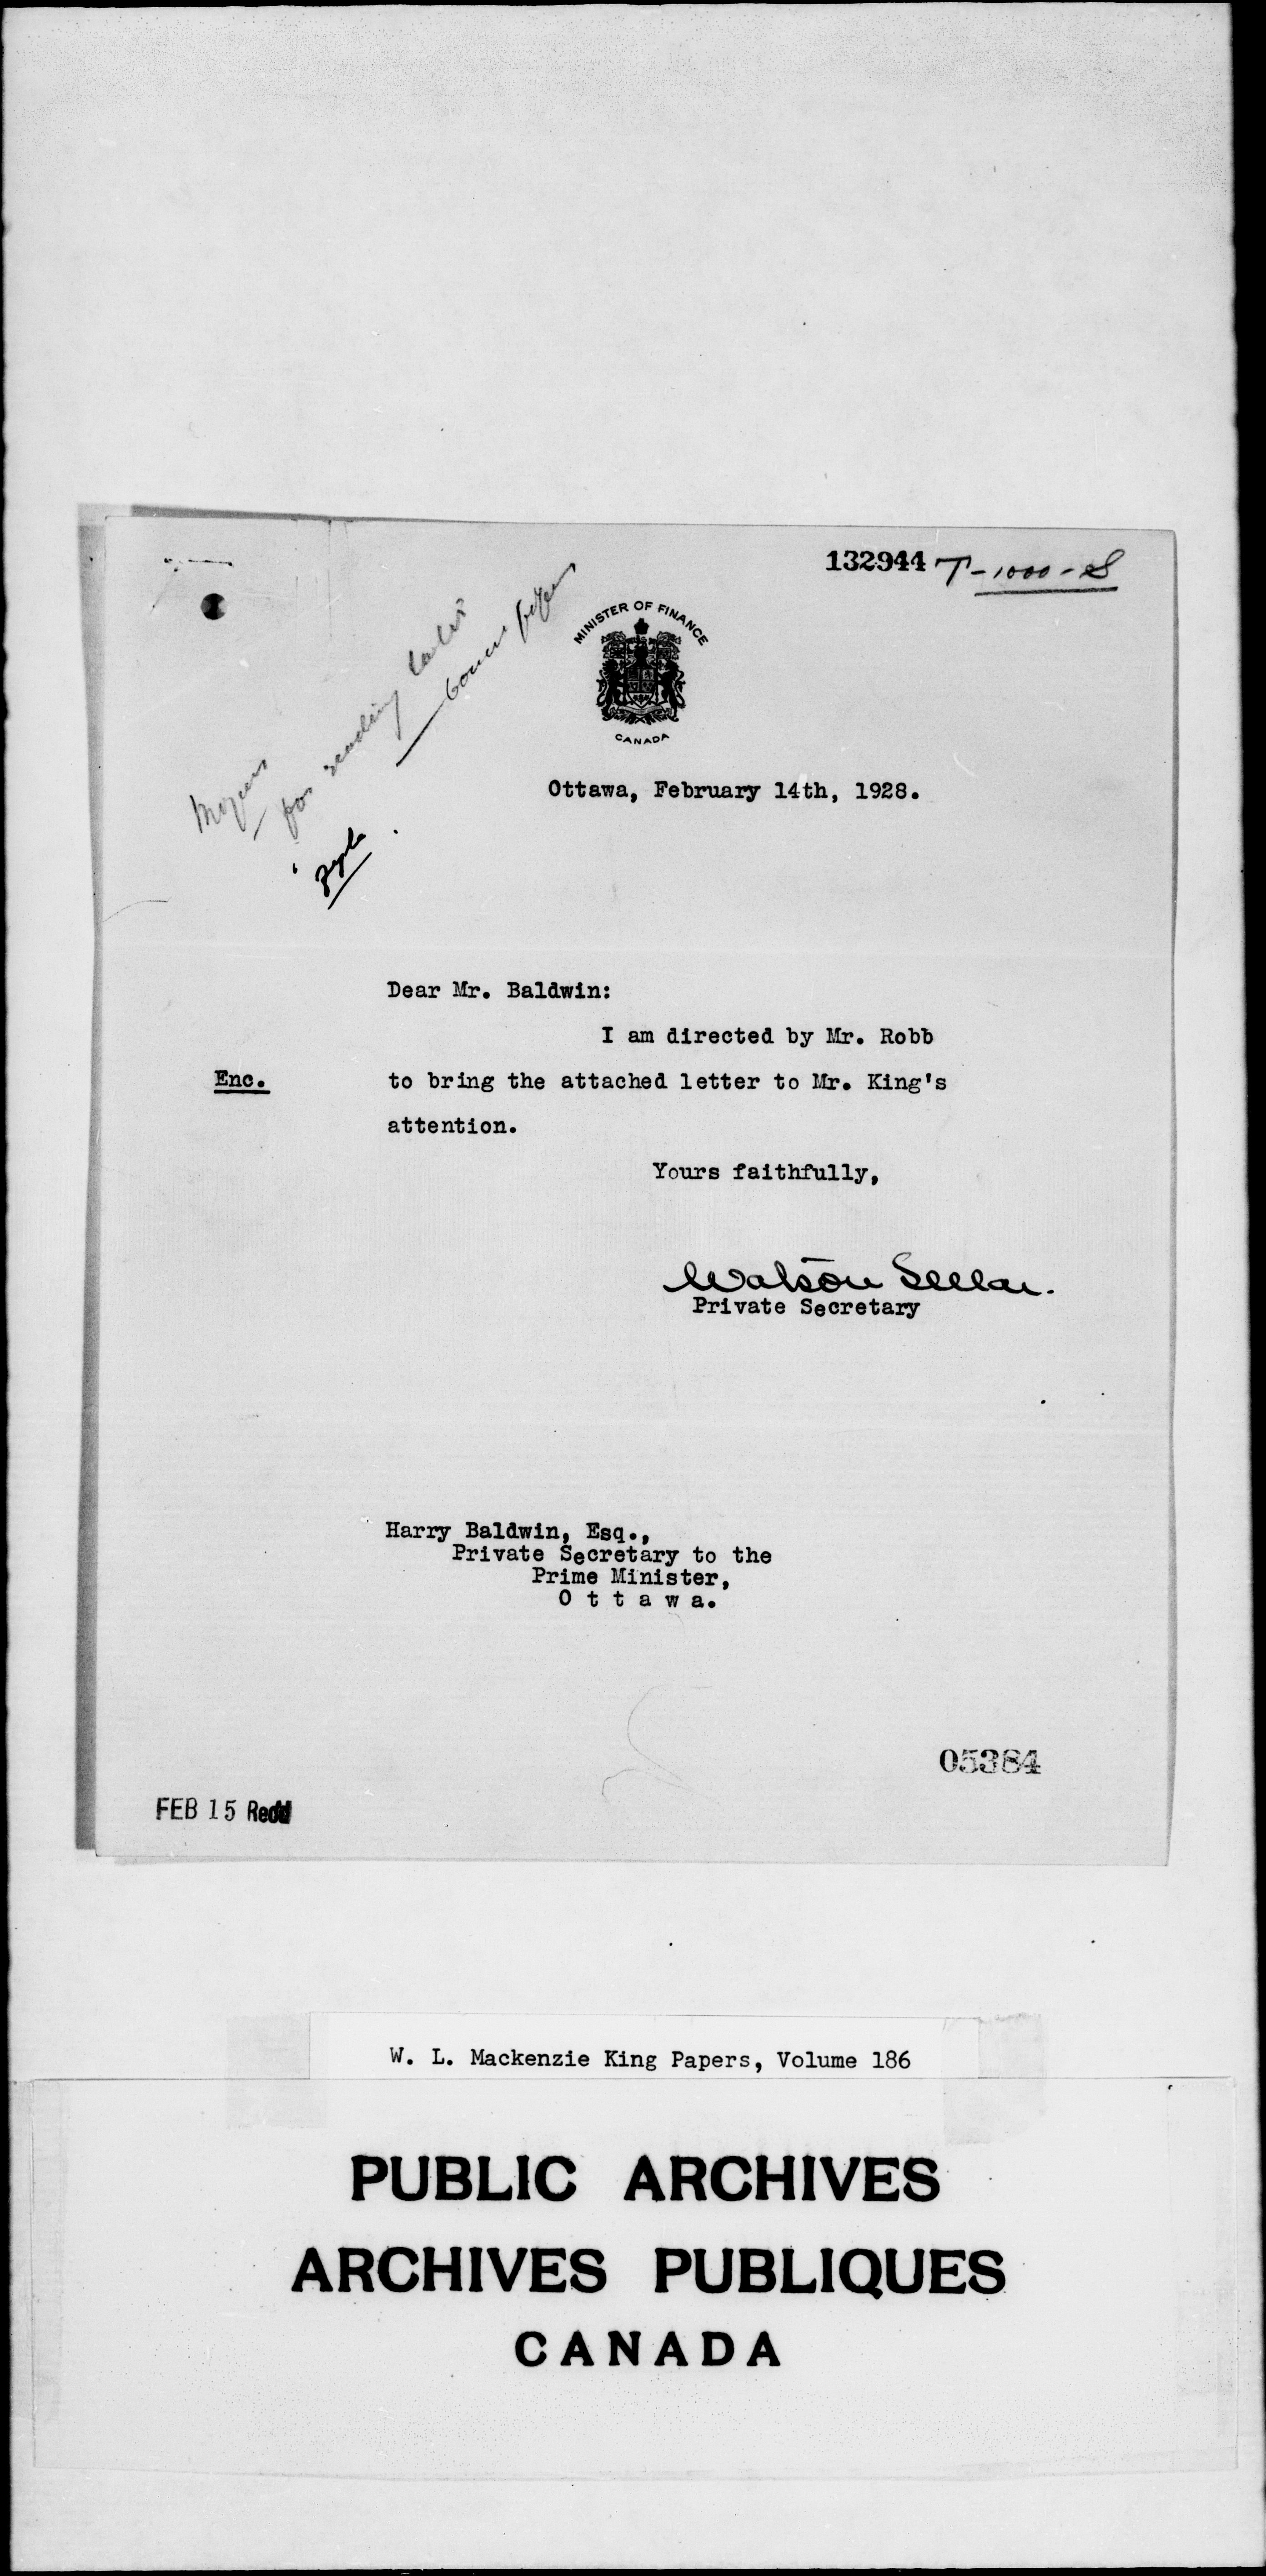 132944 T-1000-S
MINISTER OF FINANCE
CANADA
for reading later
Ottawa, February 14th, 1928.
Dear Mr. Baldwin:
I am directed by Mr. Robb
Enc. to bring the attached letter to Mr. King's
attention.
Yours faithfully,
Watson Sellar.
Private Secretary
Harry Baldwin, Esq.,
Private Secretary to the
Prime Minister,
O t t a w a.
05384
FEB 15 Recd
W. L. Mackenzie King Papers, Volume 186
PUBLIC ARCHIVES
ARCHIVES PUBLIQUES
CANADA